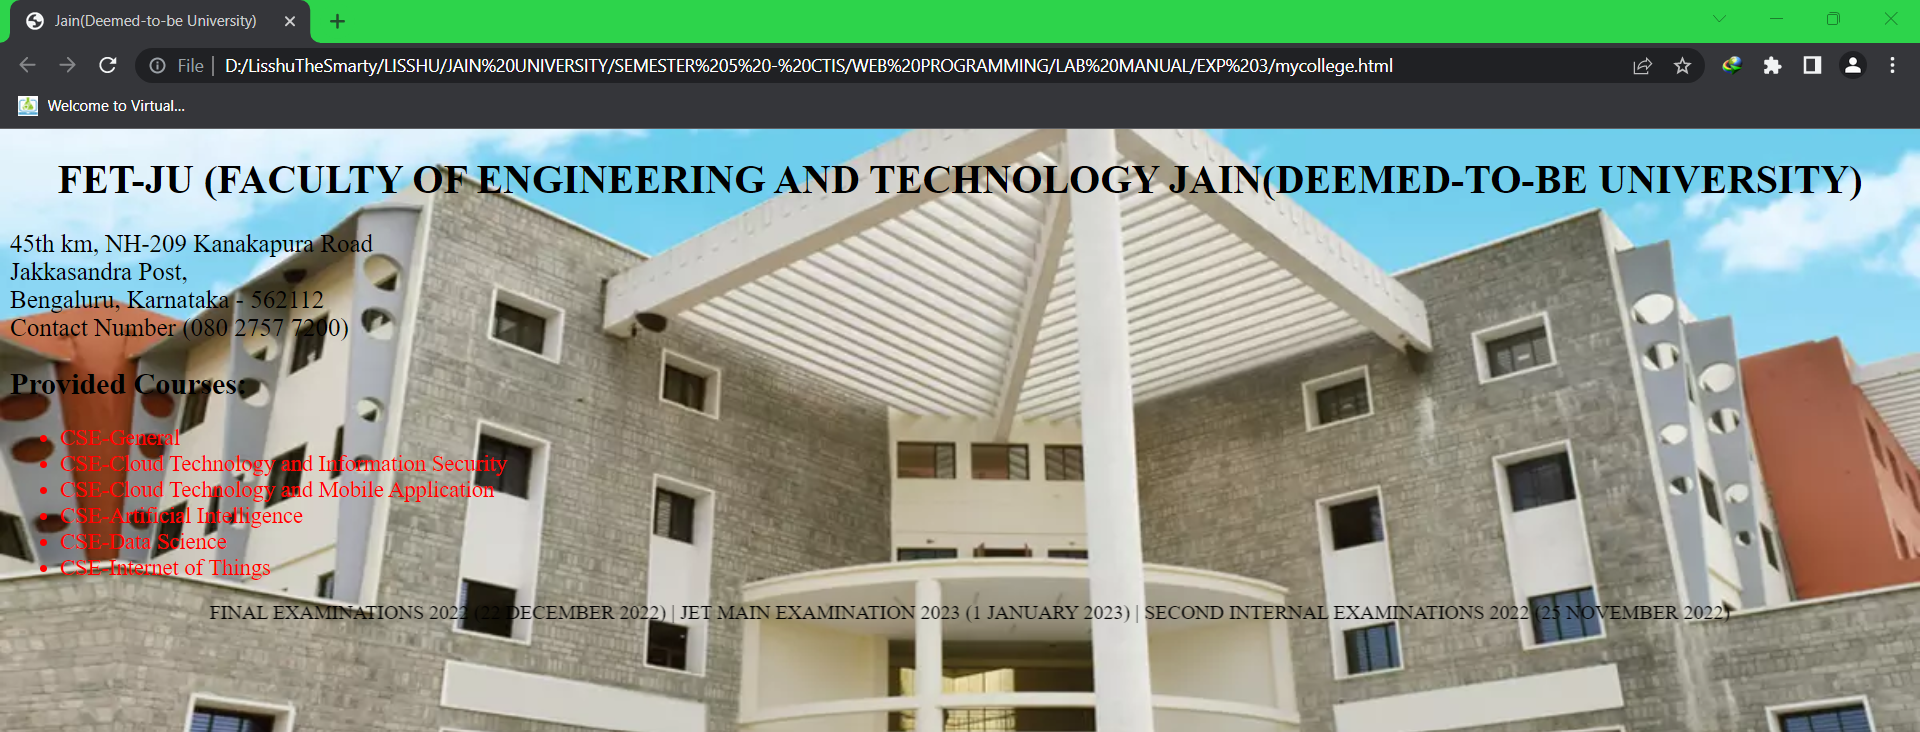 Jain(Deemed-to-be University)
File | D:/LisshuTheSmarty/LISSHU/JAIN%20UNIVERSITY/SEMESTER%205%20-%20CTIS/WEB%20PROGRAMMING/LAB%20MANUAL/EXP%203/mycollege.html
Welcome to Virtual...
FET-JU (FACULTY OF ENGINEERING AND TECHNOLOGY JAIN(DEEMED-TO-BE UNIVERSITY)
45th km, NH-209 Kanakapura Road
Jakkasandra Post,
Bengaluru, Karnataka - 562112
Contact Number (080 2757 7200)
Provided Courses:
• CSE-General
• CSE-Cloud Technology and Information Security
• CSE-Cloud Technology and Mobile Application
• CSE-Artificial Intelligence
• CSE-Data Science
• CSE-Internet of Things
FINAL EXAMINATIONS 2022 (22 DECEMBER 2022) | JET MAIN EXAMINATION 2023 (1 JANUARY 2023) | SECOND INTERNAL EXAMINATIONS 2022 (25 NOVEMBER 2022)